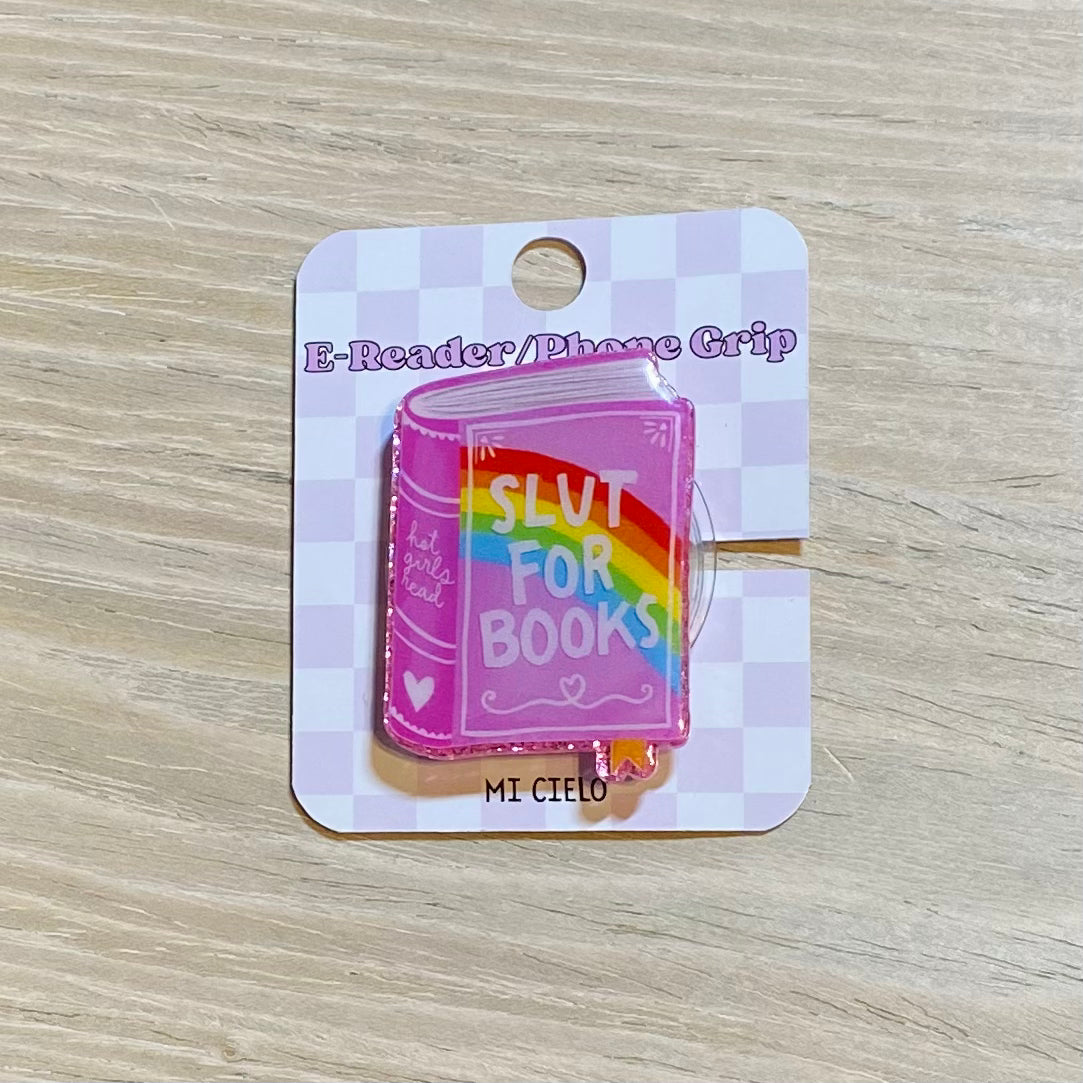 E-Reader/Phone Grip
hot
girls
read
SLUT
FOR
BOOKS
MI CIELO